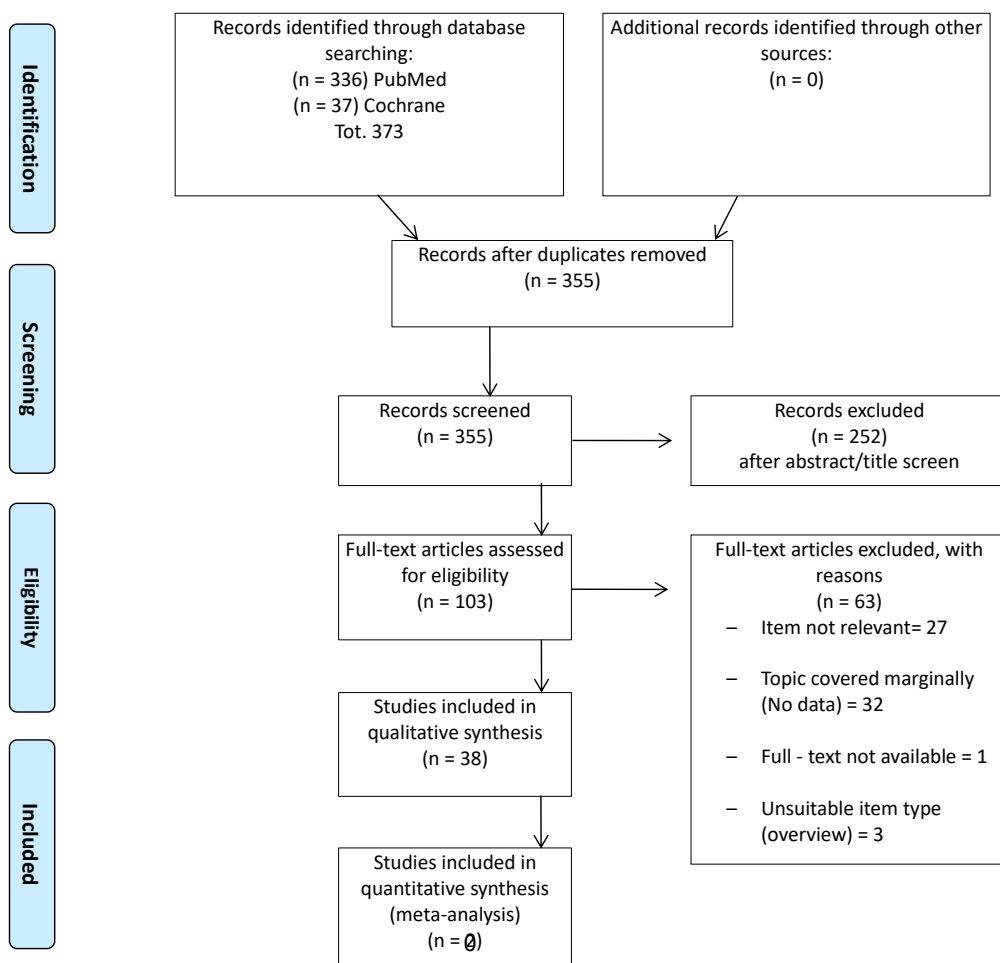 Identification
Records identified through database
searching:
(n = 336) PubMed
(n = 37) Cochrane
Tot. 373
Additional records identified through other
sources:
(n = 0)
Records after duplicates removed
(n = 355)
Screening
Records screened
(n = 355)
Records excluded
(n = 252)
after abstract/title screen
Eligibility
Full-text articles assessed
for eligibility
(n = 103)
Full-text articles excluded, with
reasons
(n = 63)
– Item not relevant= 27
– Topic covered marginally
(No data) = 32
– Full - text not available = 1
– Unsuitable item type
(overview) = 3
Studies included in
qualitative synthesis
(n = 38)
Included
Studies included in
quantitative synthesis
(meta-analysis)
(n = )